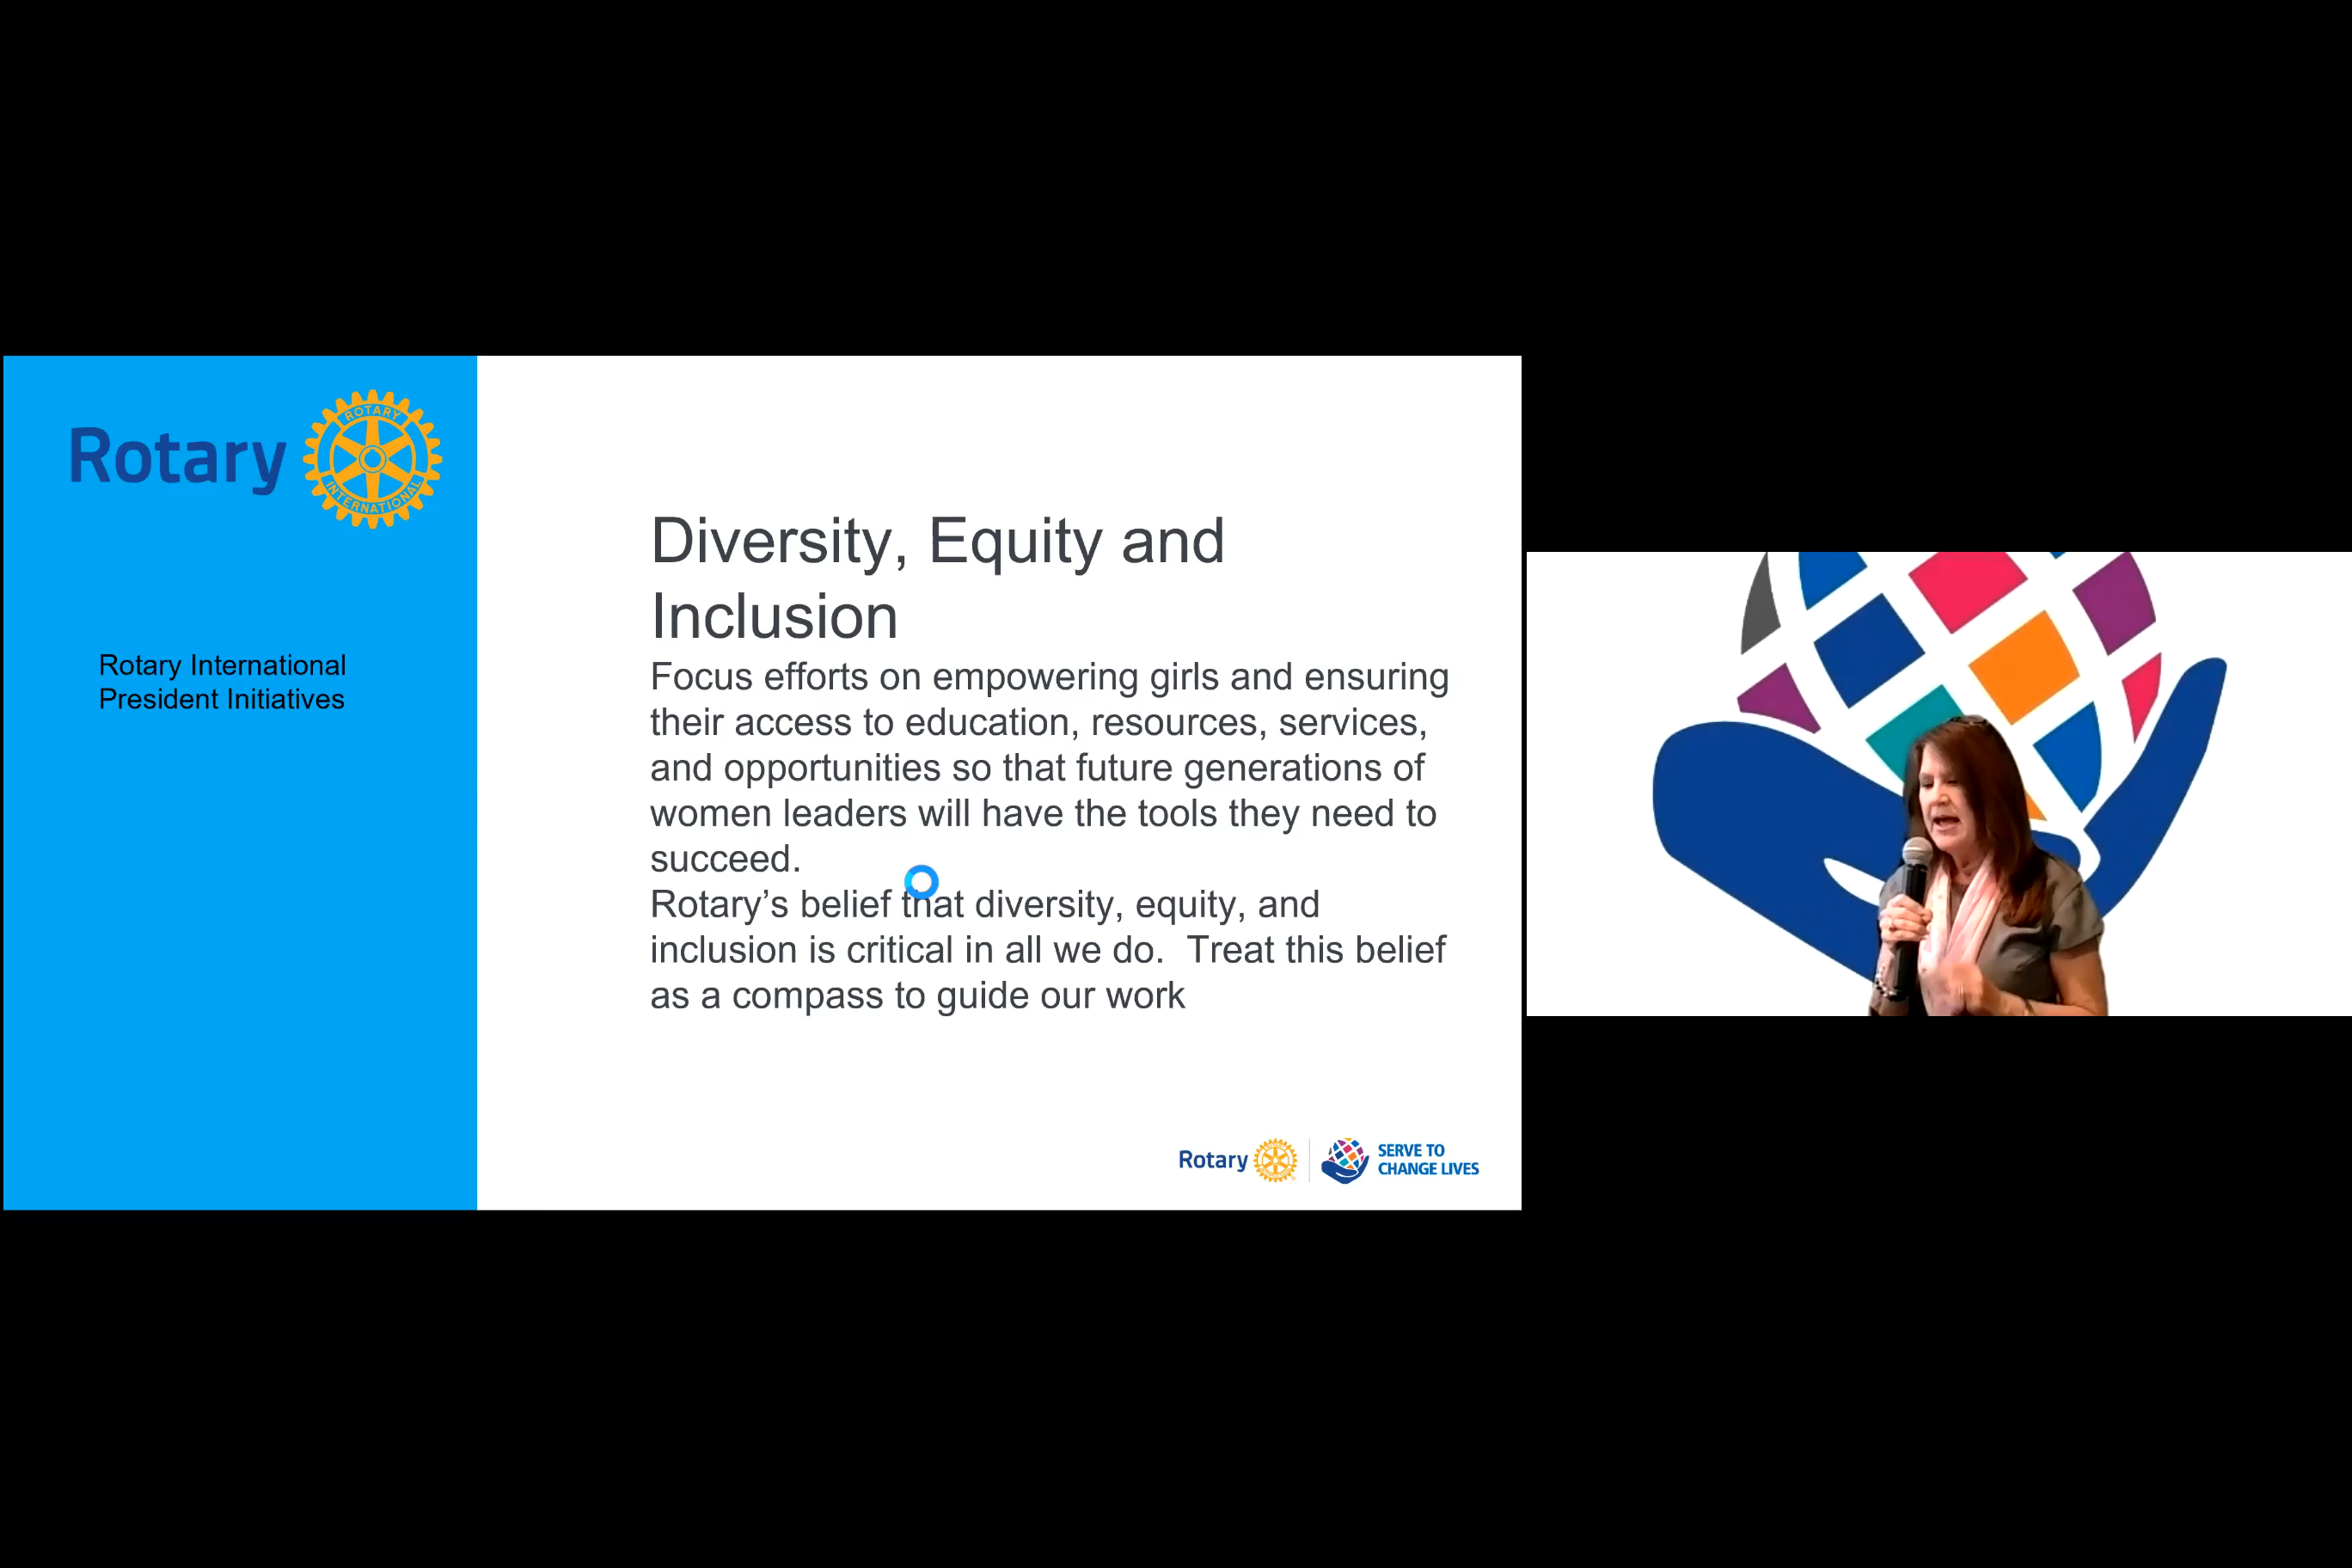 Rotary
ROTARY
INTERNATIONAL
Rotary International
President Initiatives
Diversity, Equity and
Inclusion
Focus efforts on empowering girls and ensuring
their access to education, resources, services,
and opportunities so that future generations of
women leaders will have the tools they need to
succeed.
Rotary’s belief that diversity, equity, and
inclusion is critical in all we do.  Treat this belief
as a compass to guide our work
Rotary
SERVE TO
CHANGE LIVES